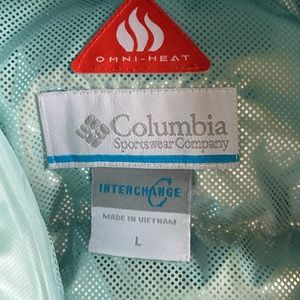 OMNI-HEAT
Columbia
Sportswear Company
INTERCHANGE
MADE IN VIETNAM
L